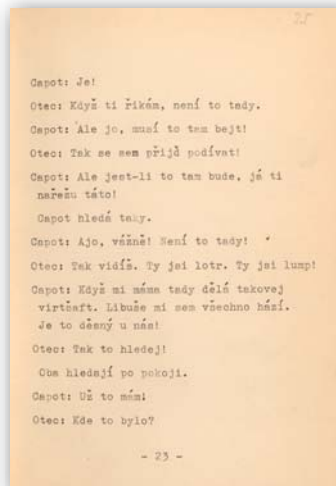 25
Capot: Je!
Otec: Když ti říkám, není to tady.
Capot: Ale jo, musí to tam bejt!
Otec: Tak se sem přijď podívat!
Capot: Ale jest-li to tam bude, já ti
nařežu táto!
Capot hledá taky.
Capot: Ajo, vážně! Není to tady!
Otec: Tak vidíš. Ty jsi lotr. Ty jsi lump!
Capot: Když mi máma tady dělá takovej
virtšaft. Libuše mi sem všechno hází.
Je to děsný u nás!
Otec: Tak to hledej!
Oba hledají po pokoji.
Capot: Už to mám!
Otec: Kde to bylo?
- 23 -